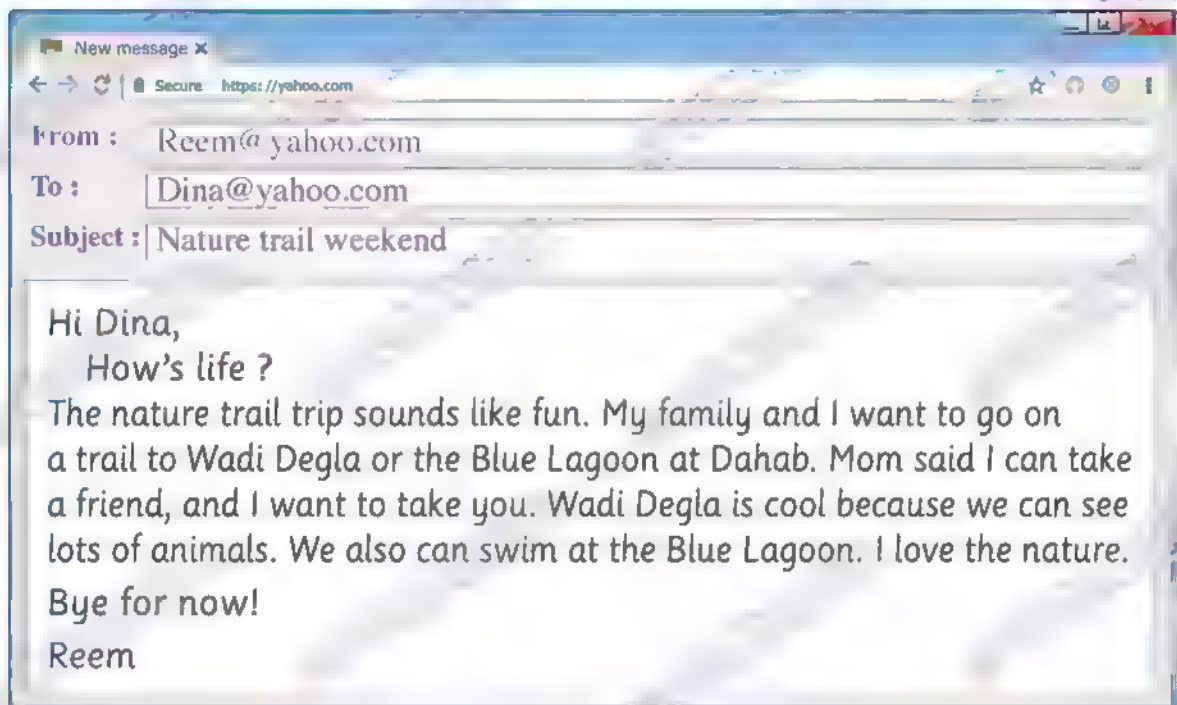 New message ×
Secure https://yahoo.com
From : Reem@ yahoo.com
To : Dina@yahoo.com
Subject : Nature trail weekend
Hi Dina,
How's life ?
The nature trail trip sounds like fun. My family and I want to go on
a trail to Wadi Degla or the Blue Lagoon at Dahab. Mom said I can take
a friend, and I want to take you. Wadi Degla is cool because we can see
lots of animals. We also can swim at the Blue Lagoon. I love the nature.
Bye for now!
Reem